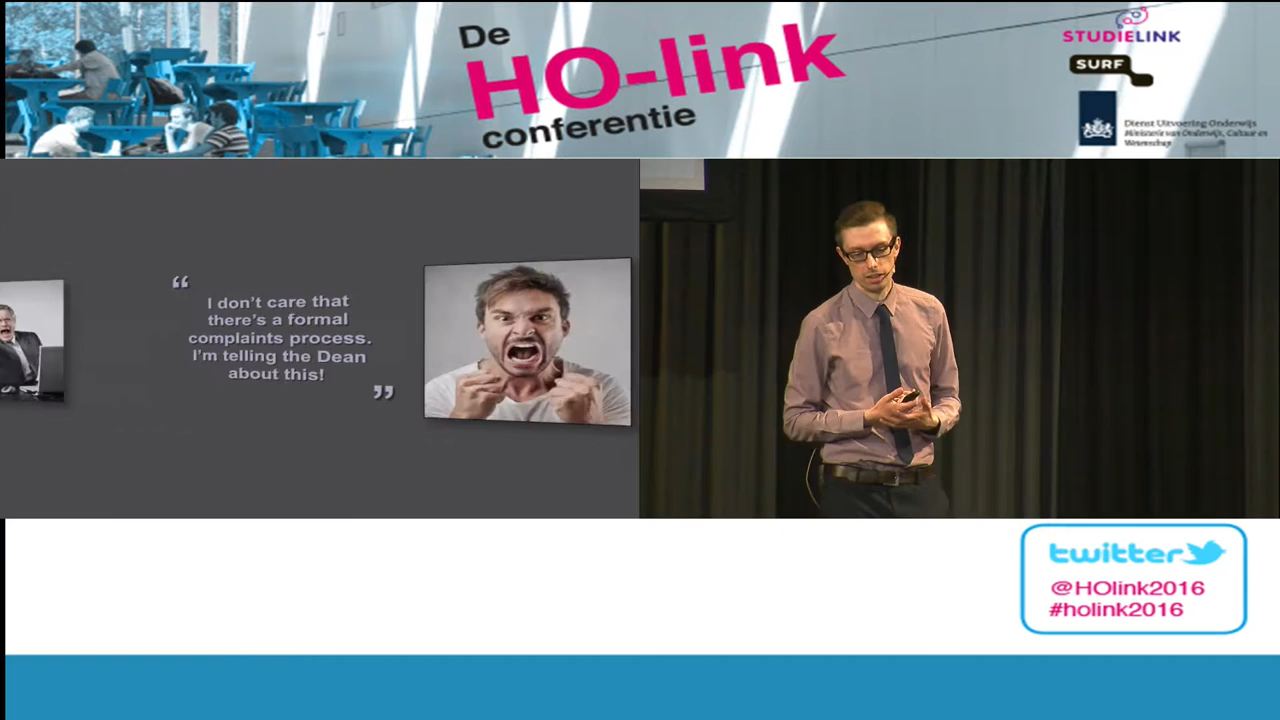 De
HO-link
conferentie
STUDIELINK
SURF
Dienst Uitvoering Onderwijs
Ministerie van Onderwijs, Cultuur en
Wetenschap
“
I don’t care that
there’s a formal
complaints process.
I’m telling the Dean
about this!
”
twitter
@HOlink2016
#holink2016